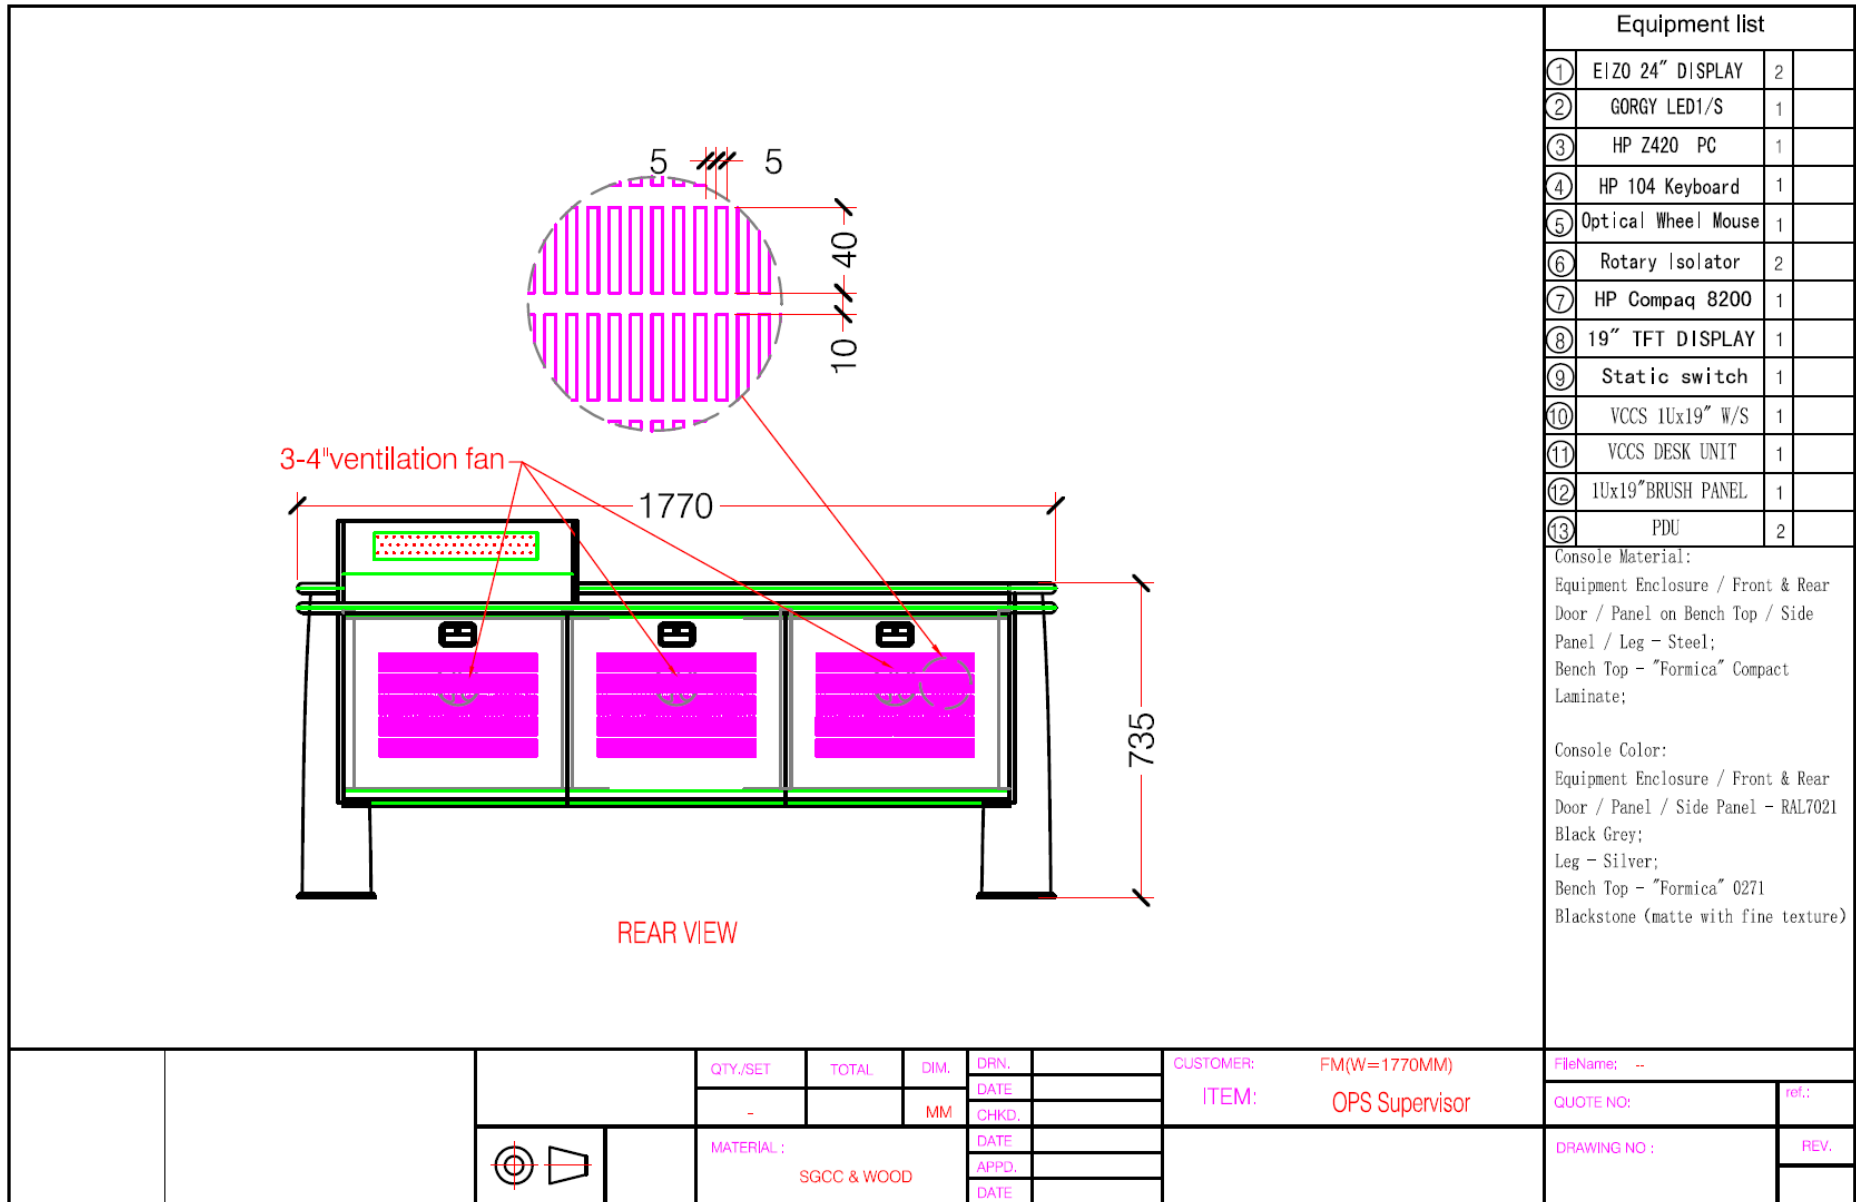 5 5
40
10
3-4"ventilation fan
1770
735
REAR VIEW
Equipment list
1 EIZO 24" DISPLAY 2
2 GORGY LED1/S 1
3 HP Z420 PC 1
4 HP 104 Keyboard 1
5 Optical Wheel Mouse 1
6 Rotary Isolator 2
7 HP Compaq 8200 1
8 19" TFT DISPLAY 1
9 Static switch 1
10 VCCS 1Ux19" W/S 1
11 VCCS DESK UNIT 1
12 1Ux19"BRUSH PANEL 1
13 PDU 2
Console Material:
Equipment Enclosure / Front & Rear
Door / Panel on Bench Top / Side
Panel / Leg - Steel;
Bench Top - "Formica" Compact
Laminate;
Console Color:
Equipment Enclosure / Front & Rear
Door / Panel / Side Panel - RAL7021
Black Grey;
Leg - Silver;
Bench Top - "Formica" 0271
Blackstone (matte with fine texture)
QTY./SET TOTAL DIM.
- MM
MATERIAL :
SGCC & WOOD
DRN.
DATE
CHKD.
DATE
APPD.
DATE
CUSTOMER: FM(W=1770MM)
ITEM: OPS Supervisor
FileName: --
QUOTE NO: ref.:
DRAWING NO : REV.